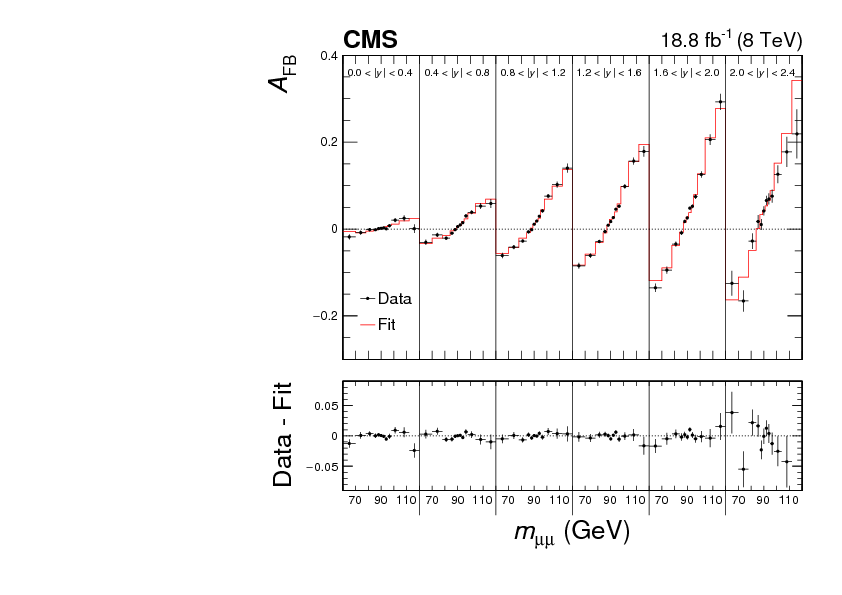 CMS 18.8 fb-1 (8 TeV)
AFB
0.0 < |y| < 0.4 0.4 < |y| < 0.8 0.8 < |y| < 1.2 1.2 < |y| < 1.6 1.6 < |y| < 2.0 2.0 < |y| < 2.4
0.4
0.2
0
−0.2
Data
Fit
Data - Fit
0.05
0
−0.05
70 90 110 70 90 110 70 90 110 70 90 110 70 90 110 70 90 110
mμμ (GeV)